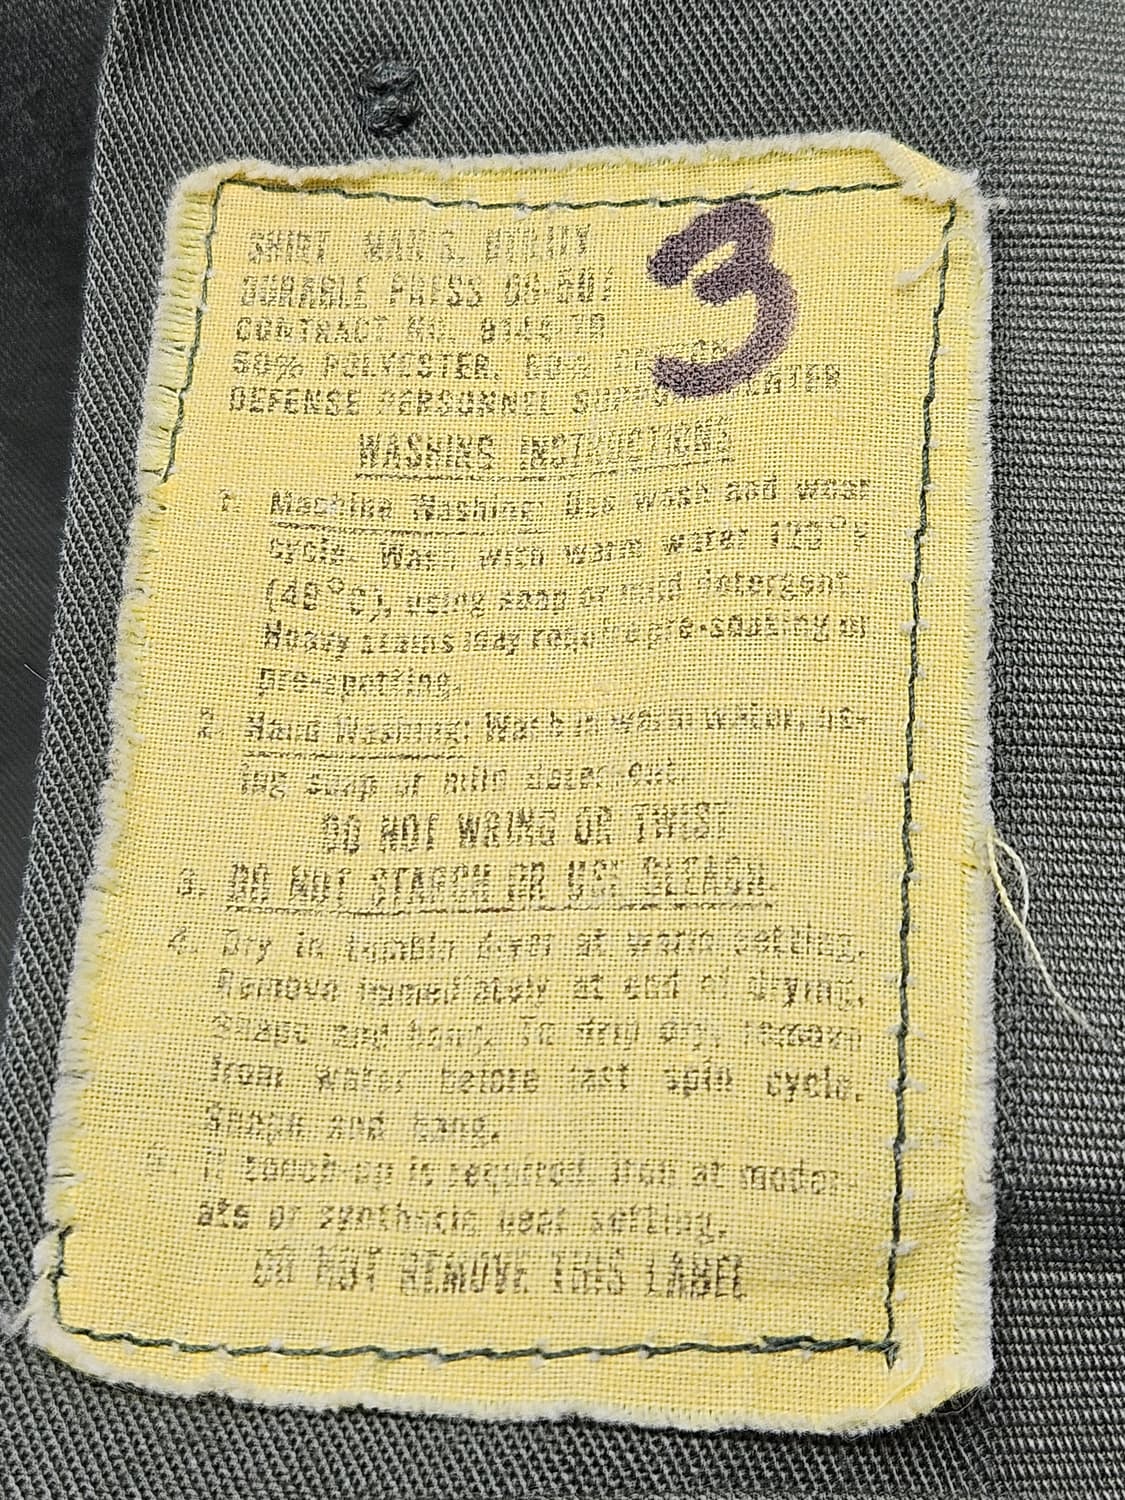 SHIRT MAN'S, UTILITY
DURABLE PRESS OG-507
CONTRACT NO.
50% POLYESTER, 50%
DEFENSE PERSONNEL SUPPORT CENTER
3
WASHING INSTRUCTIONS
1. Machine Washing: Use wash and wear
cycle. Wash with warm water 120°F
(48°C), using soap or mild detergent.
Heavy stains may require pre-soaking or
pre-spotting.
2. Hand Washing: Wash in warm water, us-
ing soap or mild detergent.
DO NOT WRING OR TWIST
3. DO NOT STARCH OR USE BLEACH.
4. Dry in tumble dryer at warm setting.
Remove immediately at end of drying.
Shape and hang. To drip dry, remove
from water before last spin cycle.
Shape and hang.
5. If touch-up is required, iron at moder-
ate or synthetic heat setting.
DO NOT REMOVE THIS LABEL